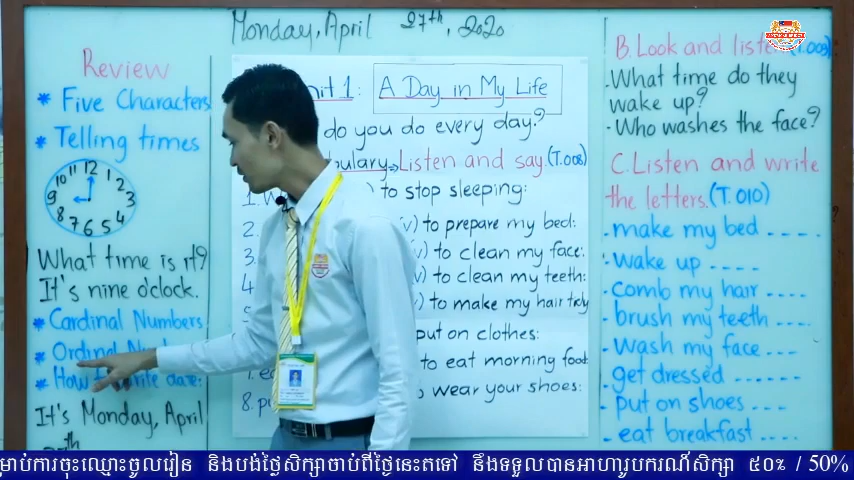 Monday, April 27th, 2020
Review
* Five Characters
* Telling times
12
1
2
3
4
5
6
7
8
9
10
11
What time is it?
It's nine o'clock.
* Cardinal Numbers
* Ordinal
* How write date:
It's Monday, April
Unit 1: A Day in My Life
do you do every day?
Listen and say. (T.008)
1. to stop sleeping:
2. (v) to prepare my bed:
3. (v) to clean my face:
4. (v) to clean my teeth:
(v) to make my hair tidy
put on clothes:
7. to eat morning food:
8. wear your shoes:
B. Look and listen (T.009):
- What time do they
wake up?
- Who washes the face?
C. Listen and write
the letters. (T.010)
- make my bed _ _ _ _ _
- wake up _ _ _ _
- comb my hair _ _ _ _
- brush my teeth _ _ _ _
- wash my face _ _ _ _
- get dressed _ _ _ _ _
- put on shoes _ _ _ _
- eat breakfast _ _ _ _
ម្រាប់ការចុះឈ្មោះចូលរៀន និងបង់ថ្លៃសិក្សាចាប់ពីថ្ងៃនេះតទៅ នឹងទទួលបានអាហារូបករណ៍សិក្សា ៥០% / 50%